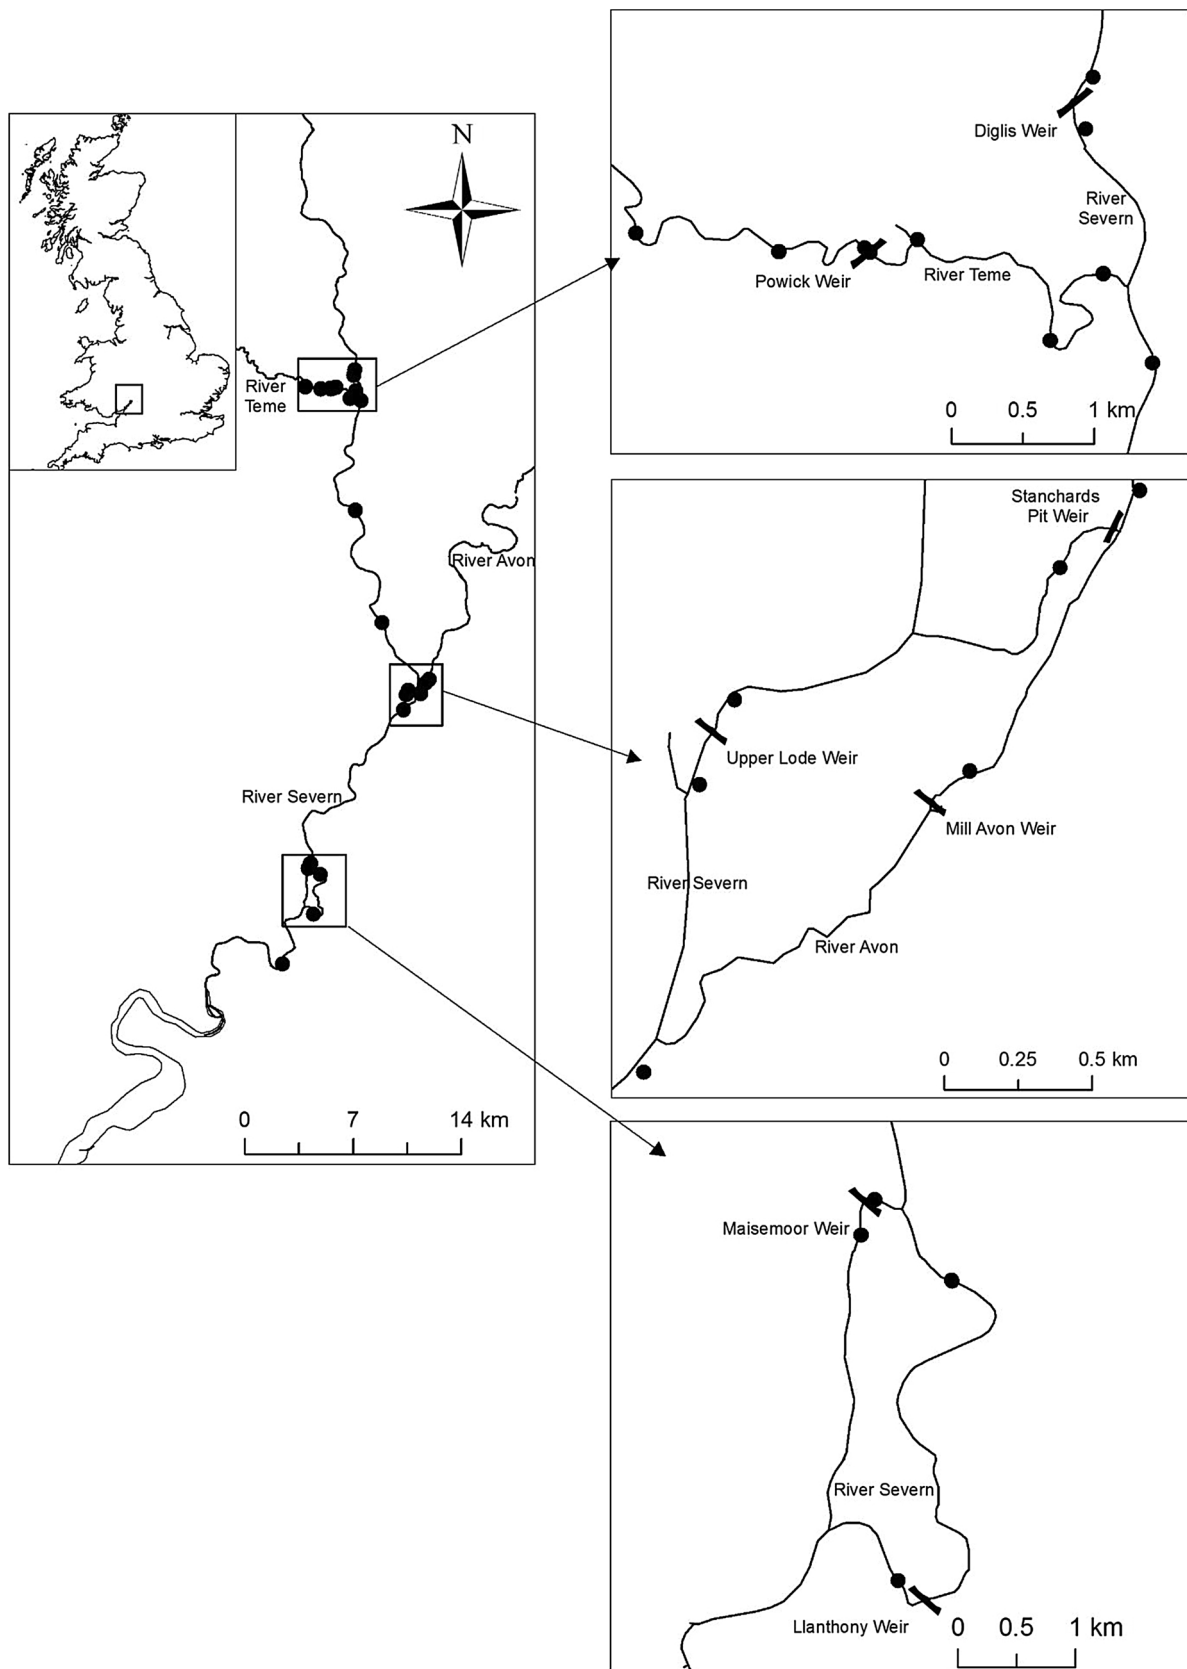 N
River
Teme
River Avon
River Severn
0 7 14 km
Diglis Weir
River
Severn
Powick Weir
River Teme
0 0.5 1 km
Stanchards
Pit Weir
Upper Lode Weir
Mill Avon Weir
River Severn
River Avon
0 0.25 0.5 km
Maisemoor Weir
River Severn
Llanthony Weir
0 0.5 1 km